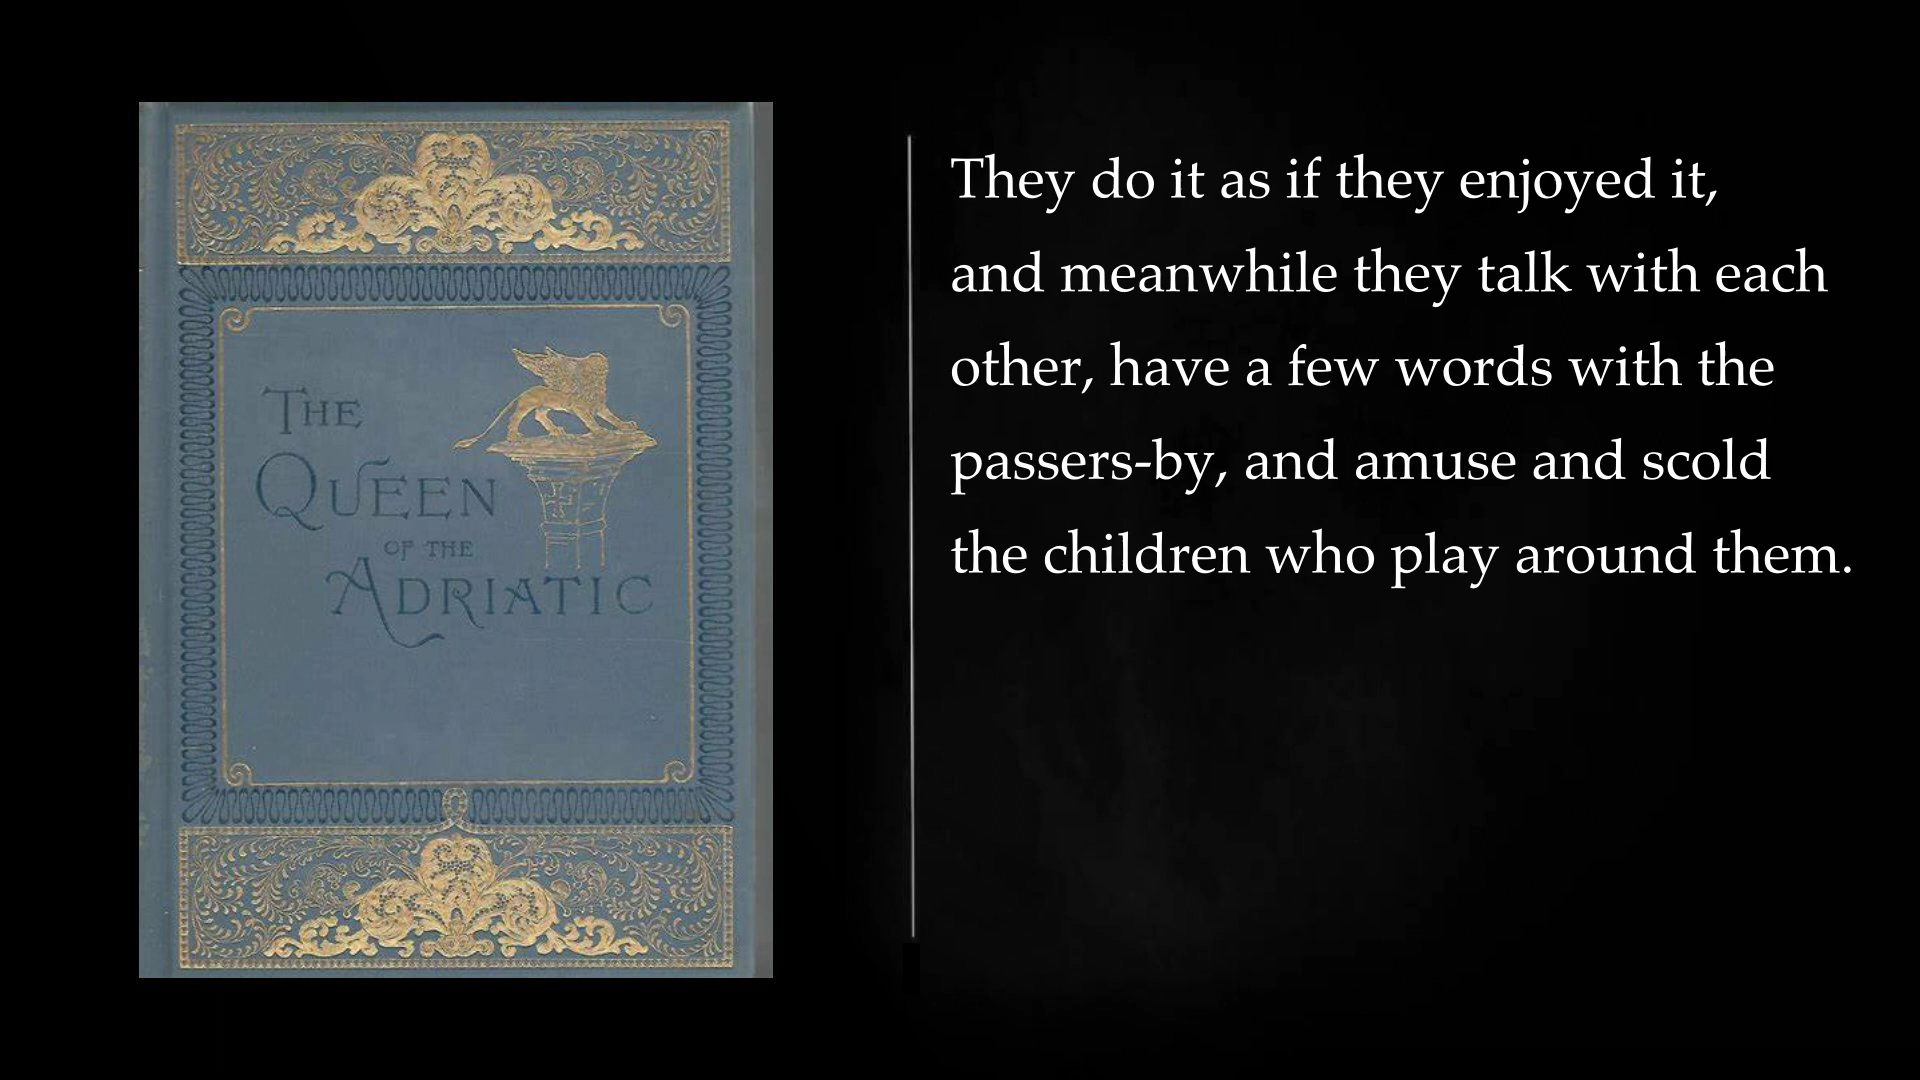 THE
QUEEN
OF THE
ADRIATIC
They do it as if they enjoyed it,
and meanwhile they talk with each
other, have a few words with the
passers-by, and amuse and scold
the children who play around them.